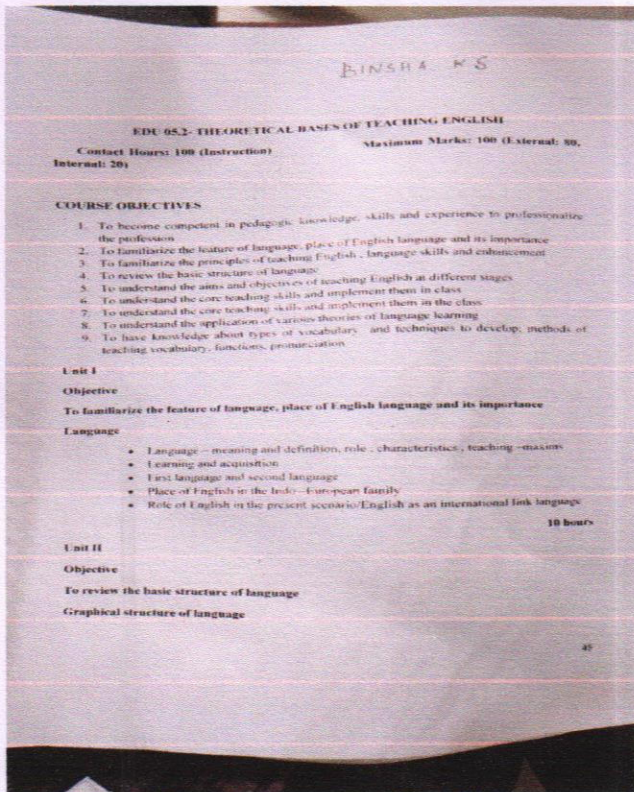 BINSHA K S
EDU 05.2- THEORETICAL BASES OF TEACHING ENGLISH
Contact Hours: 100 (Instruction) Maximum Marks: 100 (External: 80,
Internal: 20)
COURSE OBJECTIVES
1. To become competent in pedagogic knowledge, skills and experience to professionalize
the profession
2. To familiarize the feature of language, place of English language and its importance
3. To familiarize the principles of teaching English , language skills and enhancement
4. To review the basic structure of language
5. To understand the aims and objectives of teaching English at different stages
6. To understand the core teaching skills and implement them in class
7. To understand the core teaching skills and implement them in the class
8. To understand the application of various theories of language learning
9. To have knowledge about types of vocabulary and techniques to develop, methods of
teaching vocabulary, functions, pronunciation
Unit I
Objective
To familiarize the feature of language, place of English language and its importance
Language
• Language – meaning and definition, role , characteristics , teaching –maxims
• Learning and acquisition
• First language and second language
• Place of English in the Indo –European family
• Role of English in the present scenario/English as an international link language
10 hours
Unit II
Objective
To review the basic structure of language
Graphical structure of language